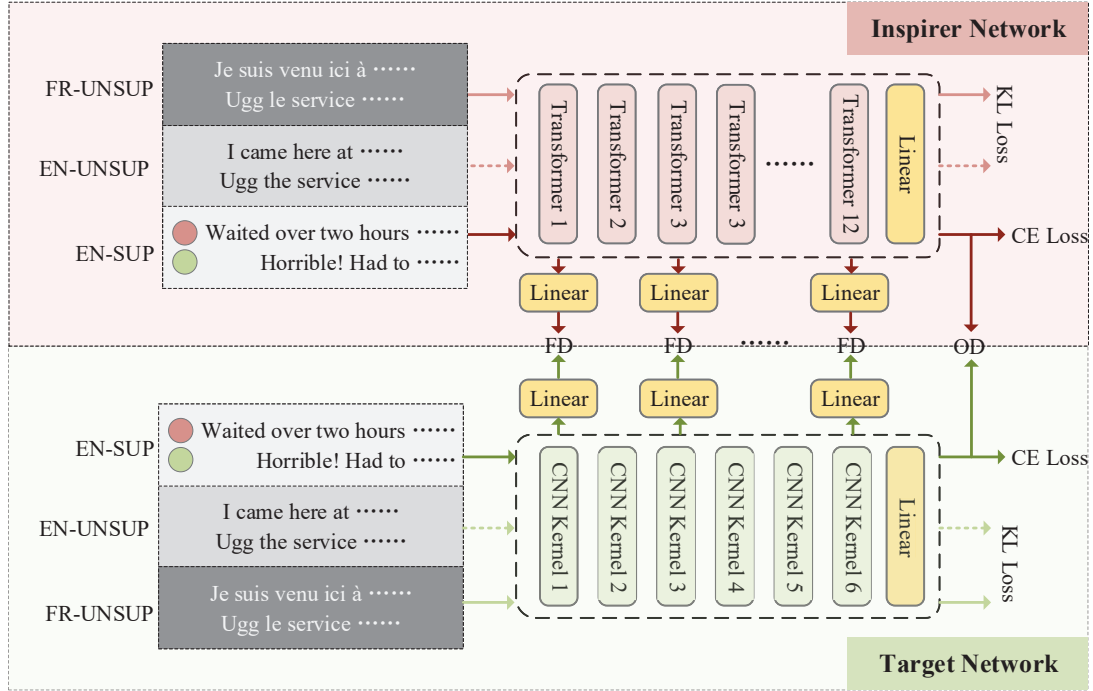 Inspirer Network
FR-UNSUP
Je suis venu ici à ······
Ugg le service ······
EN-UNSUP
I came here at ······
Ugg the service ······
EN-SUP
Waited over two hours ······
Horrible! Had to ······
Transformer 1
Transformer 2
Transformer 3
Transformer 3
······
Transformer 12
Linear
KL Loss
CE Loss
Linear
Linear
Linear
FD
FD
······
FD
OD
Linear
Linear
Linear
EN-SUP
Waited over two hours ······
Horrible! Had to ······
EN-UNSUP
I came here at ······
Ugg the service ······
FR-UNSUP
Je suis venu ici à ······
Ugg le service ······
CNN Kernel 1
CNN Kernel 2
CNN Kernel 3
CNN Kernel 4
CNN Kernel 5
CNN Kernel 6
Linear
CE Loss
KL Loss
Target Network